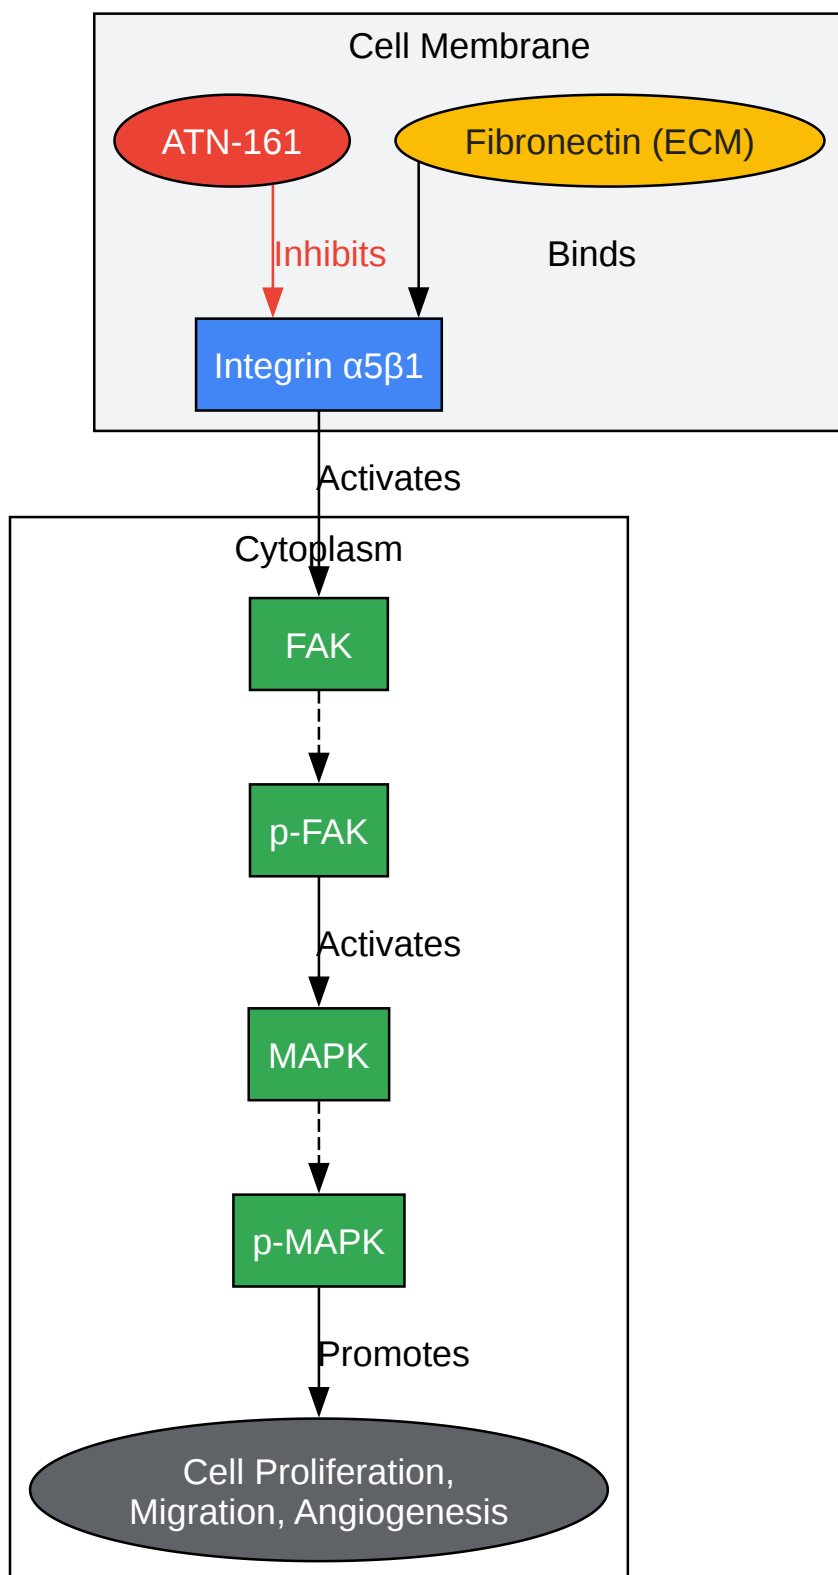 Cell Membrane
ATN-161
Fibronectin (ECM)
Inhibits
Binds
Integrin α5β1
Activates
Cytoplasm
FAK
p-FAK
Activates
MAPK
p-MAPK
Promotes
Cell Proliferation,
Migration, Angiogenesis